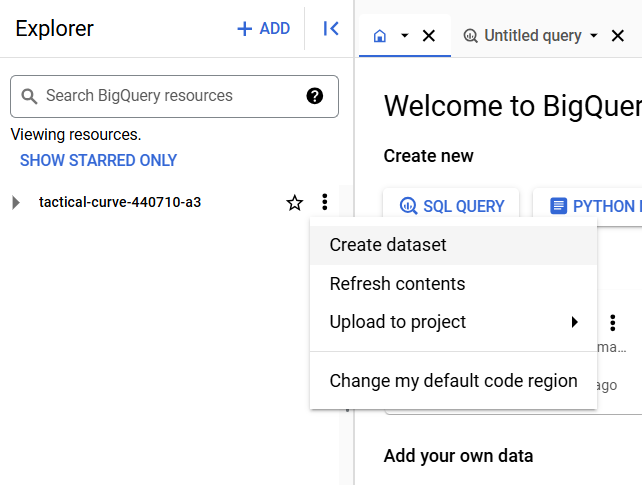 Explorer
+ ADD
Untitled query
Search BigQuery resources
Viewing resources.
SHOW STARRED ONLY
tactical-curve-440710-a3
Welcome to BigQuer
Create new
SQL QUERY
PYTHON
Create dataset
Refresh contents
Upload to project
Change my default code region
ma...
ago
Add your own data